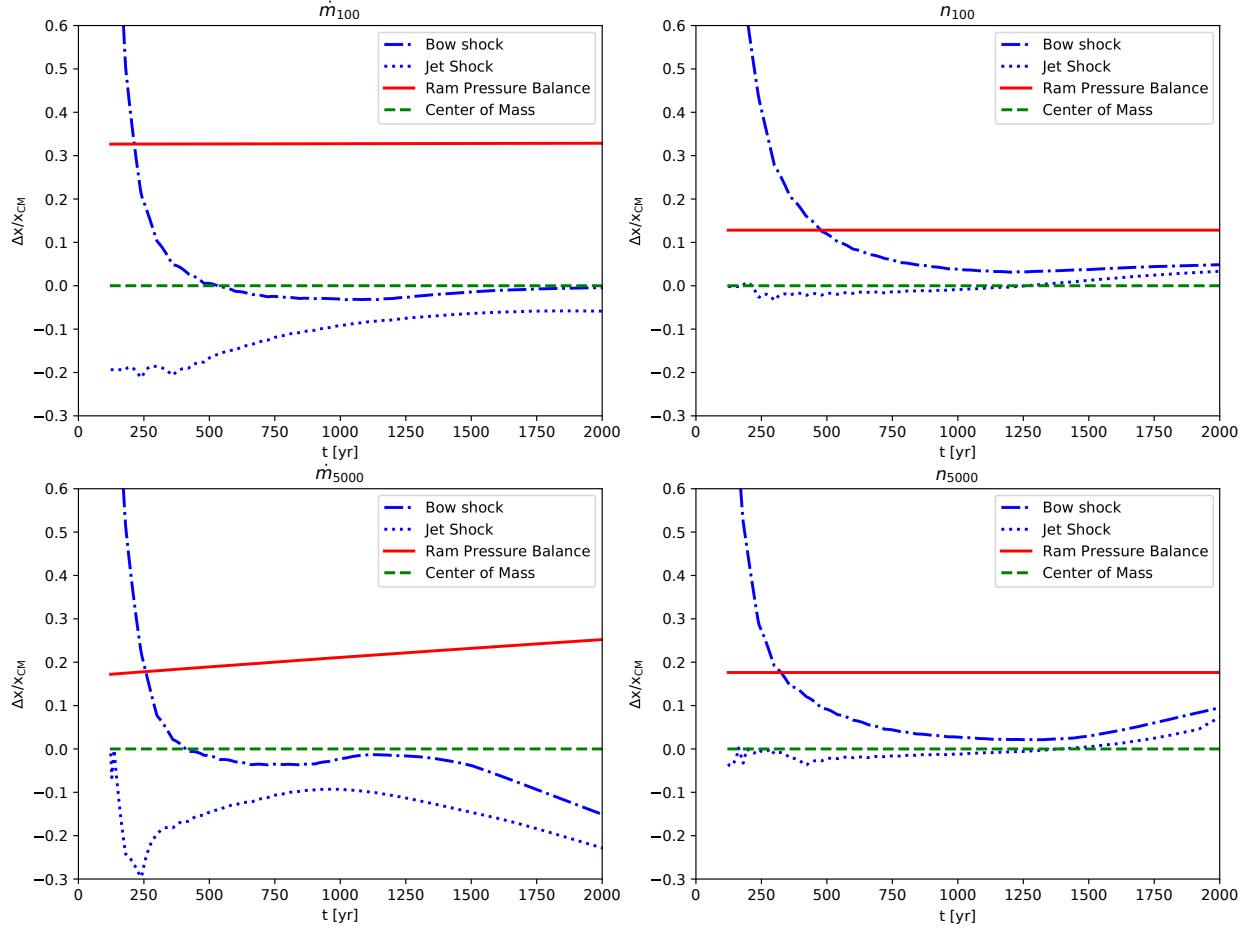 ṁ100
0.6
0.5
0.4
0.3
0.2
0.1
0.0
−0.1
−0.2
−0.3
Δx/xCM
0 250 500 750 1000 1250 1500 1750 2000
t [yr]
Bow shock
Jet Shock
Ram Pressure Balance
Center of Mass
n100
0.6
0.5
0.4
0.3
0.2
0.1
0.0
−0.1
−0.2
−0.3
Δx/xCM
0 250 500 750 1000 1250 1500 1750 2000
t [yr]
Bow shock
Jet Shock
Ram Pressure Balance
Center of Mass
ṁ5000
0.6
0.5
0.4
0.3
0.2
0.1
0.0
−0.1
−0.2
−0.3
Δx/xCM
0 250 500 750 1000 1250 1500 1750 2000
t [yr]
Bow shock
Jet Shock
Ram Pressure Balance
Center of Mass
n5000
0.6
0.5
0.4
0.3
0.2
0.1
0.0
−0.1
−0.2
−0.3
Δx/xCM
0 250 500 750 1000 1250 1500 1750 2000
t [yr]
Bow shock
Jet Shock
Ram Pressure Balance
Center of Mass